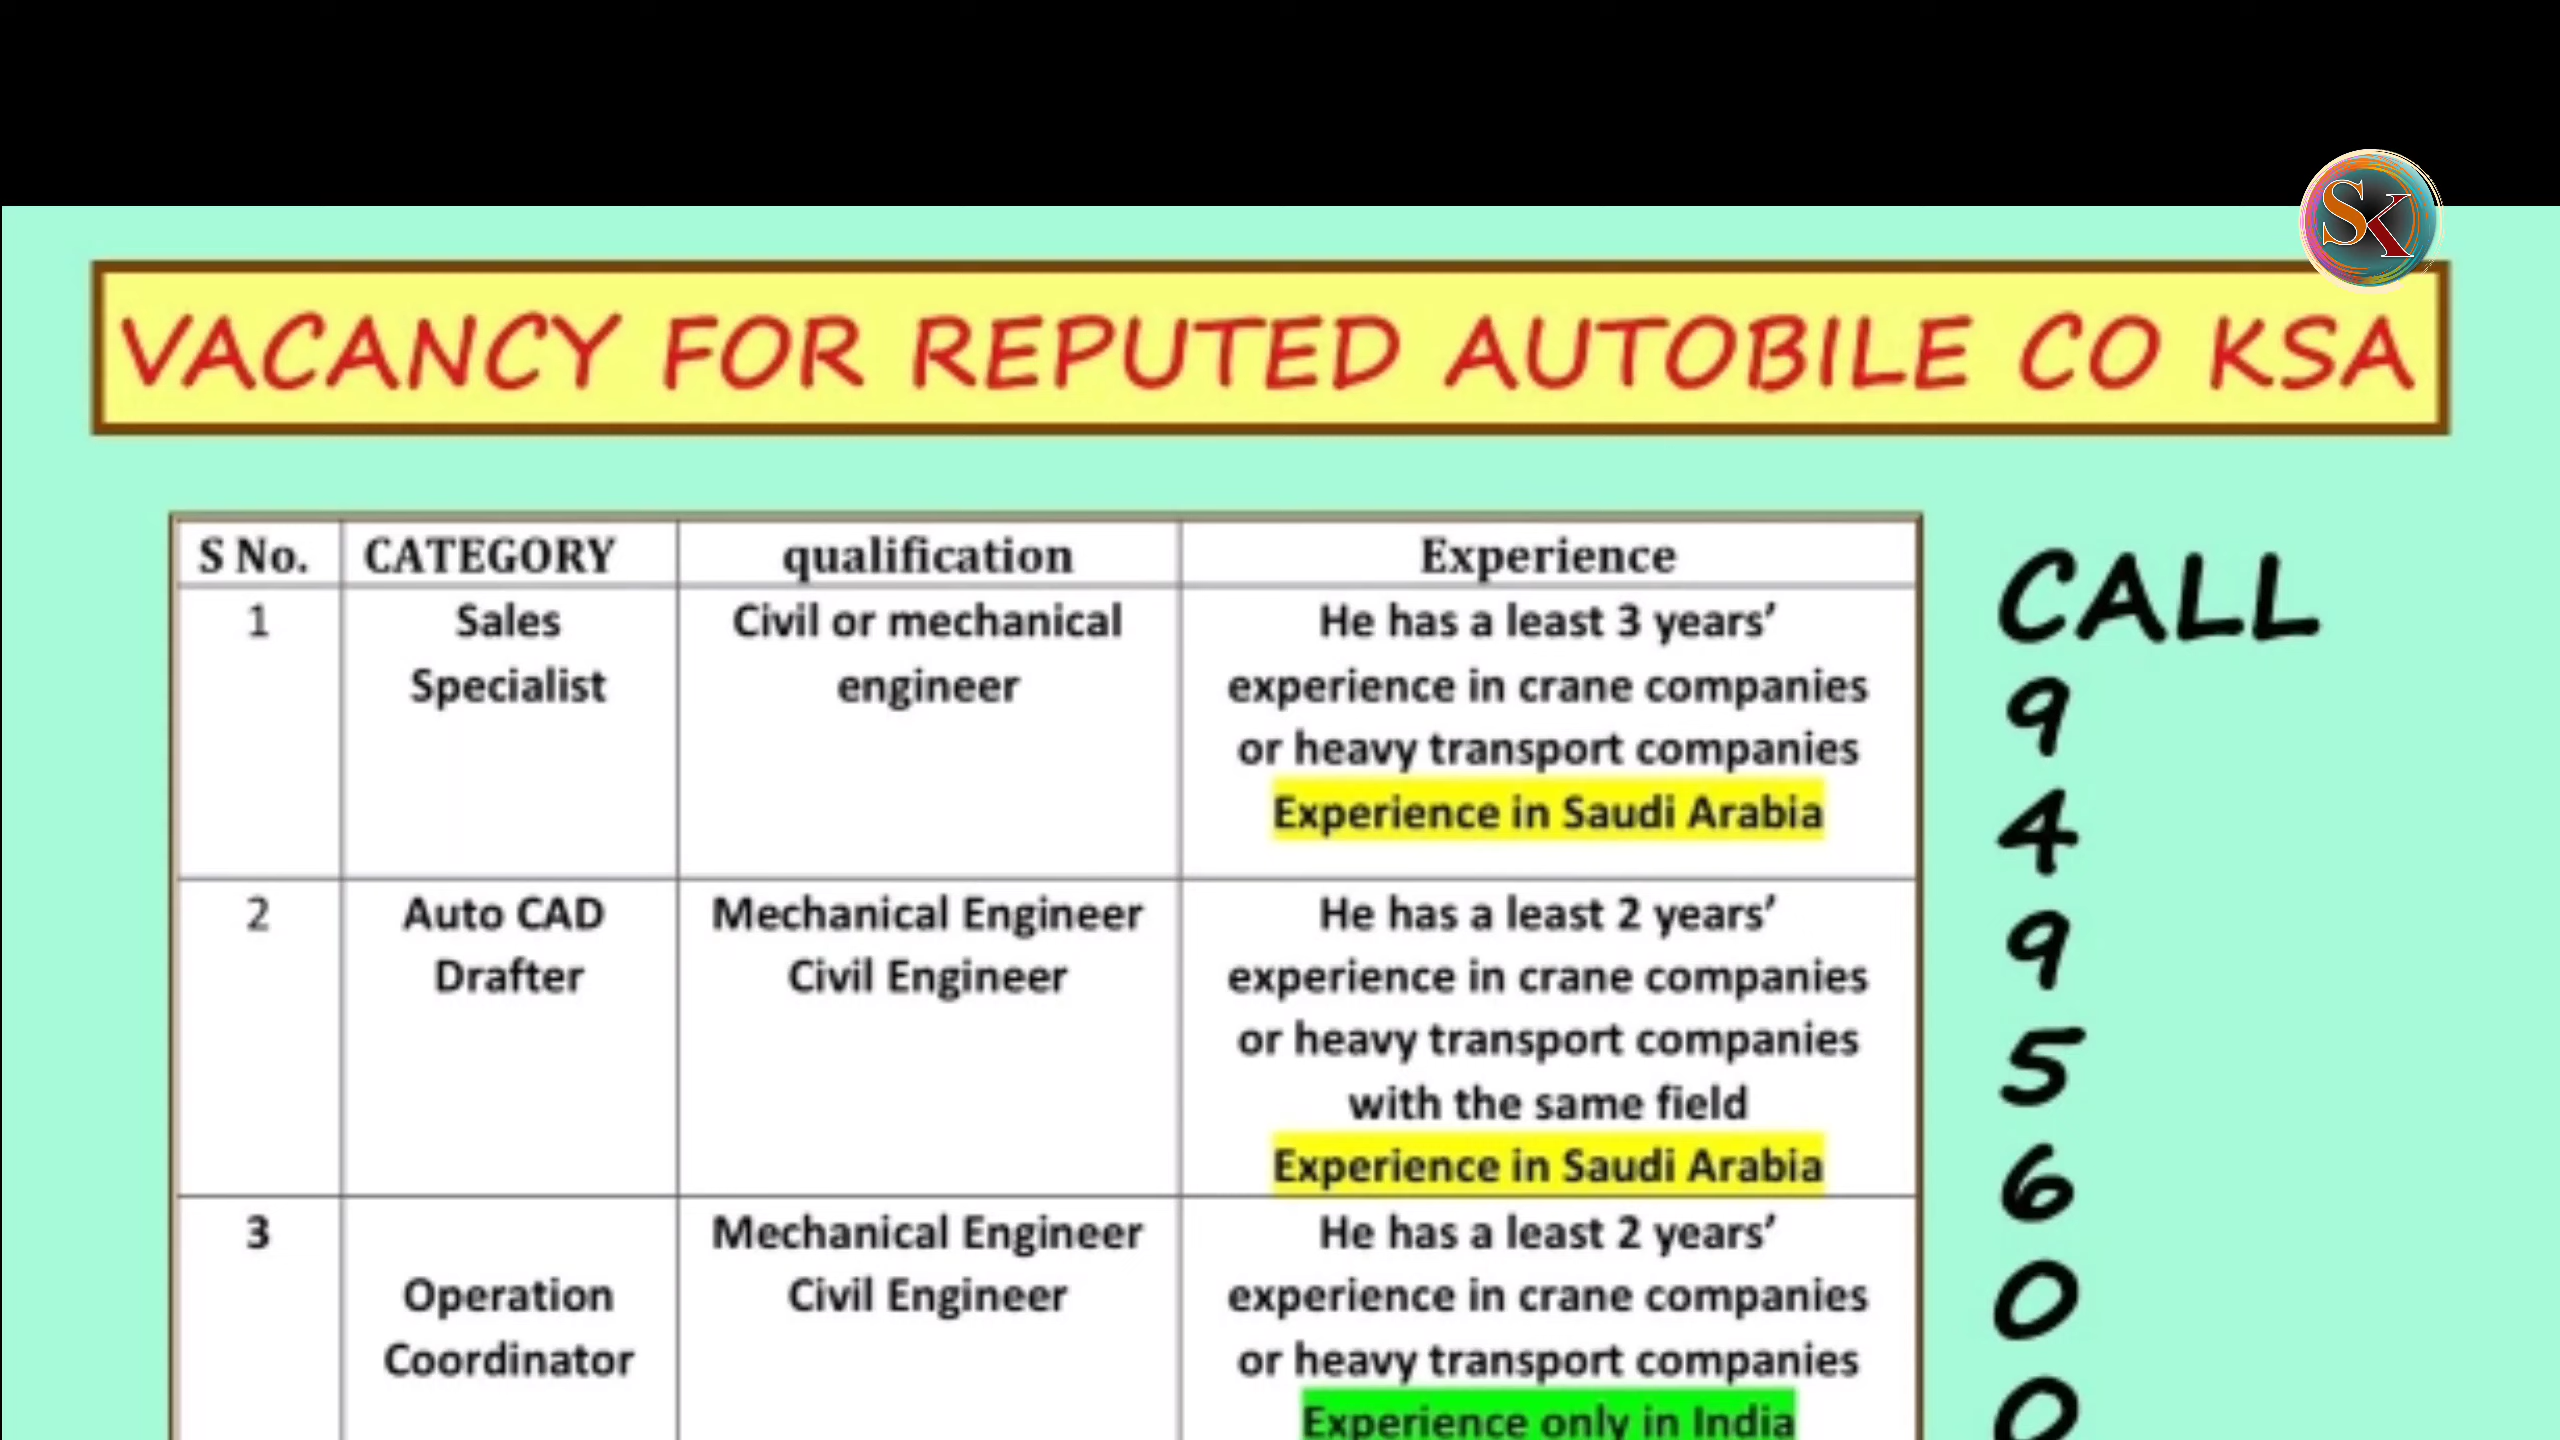 SK
VACANCY FOR REPUTED AUTOBILE CO KSA
S No. CATEGORY qualification Experience
1 Sales Civil or mechanical He has a least 3 years’
Specialist engineer experience in crane companies
or heavy transport companies
Experience in Saudi Arabia
2 Auto CAD Mechanical Engineer He has a least 2 years’
Drafter Civil Engineer experience in crane companies
or heavy transport companies
with the same field
Experience in Saudi Arabia
3 Mechanical Engineer He has a least 2 years’
Operation Civil Engineer experience in crane companies
Coordinator or heavy transport companies
Experience only in India
CALL
9
4
9
5
6
0
0